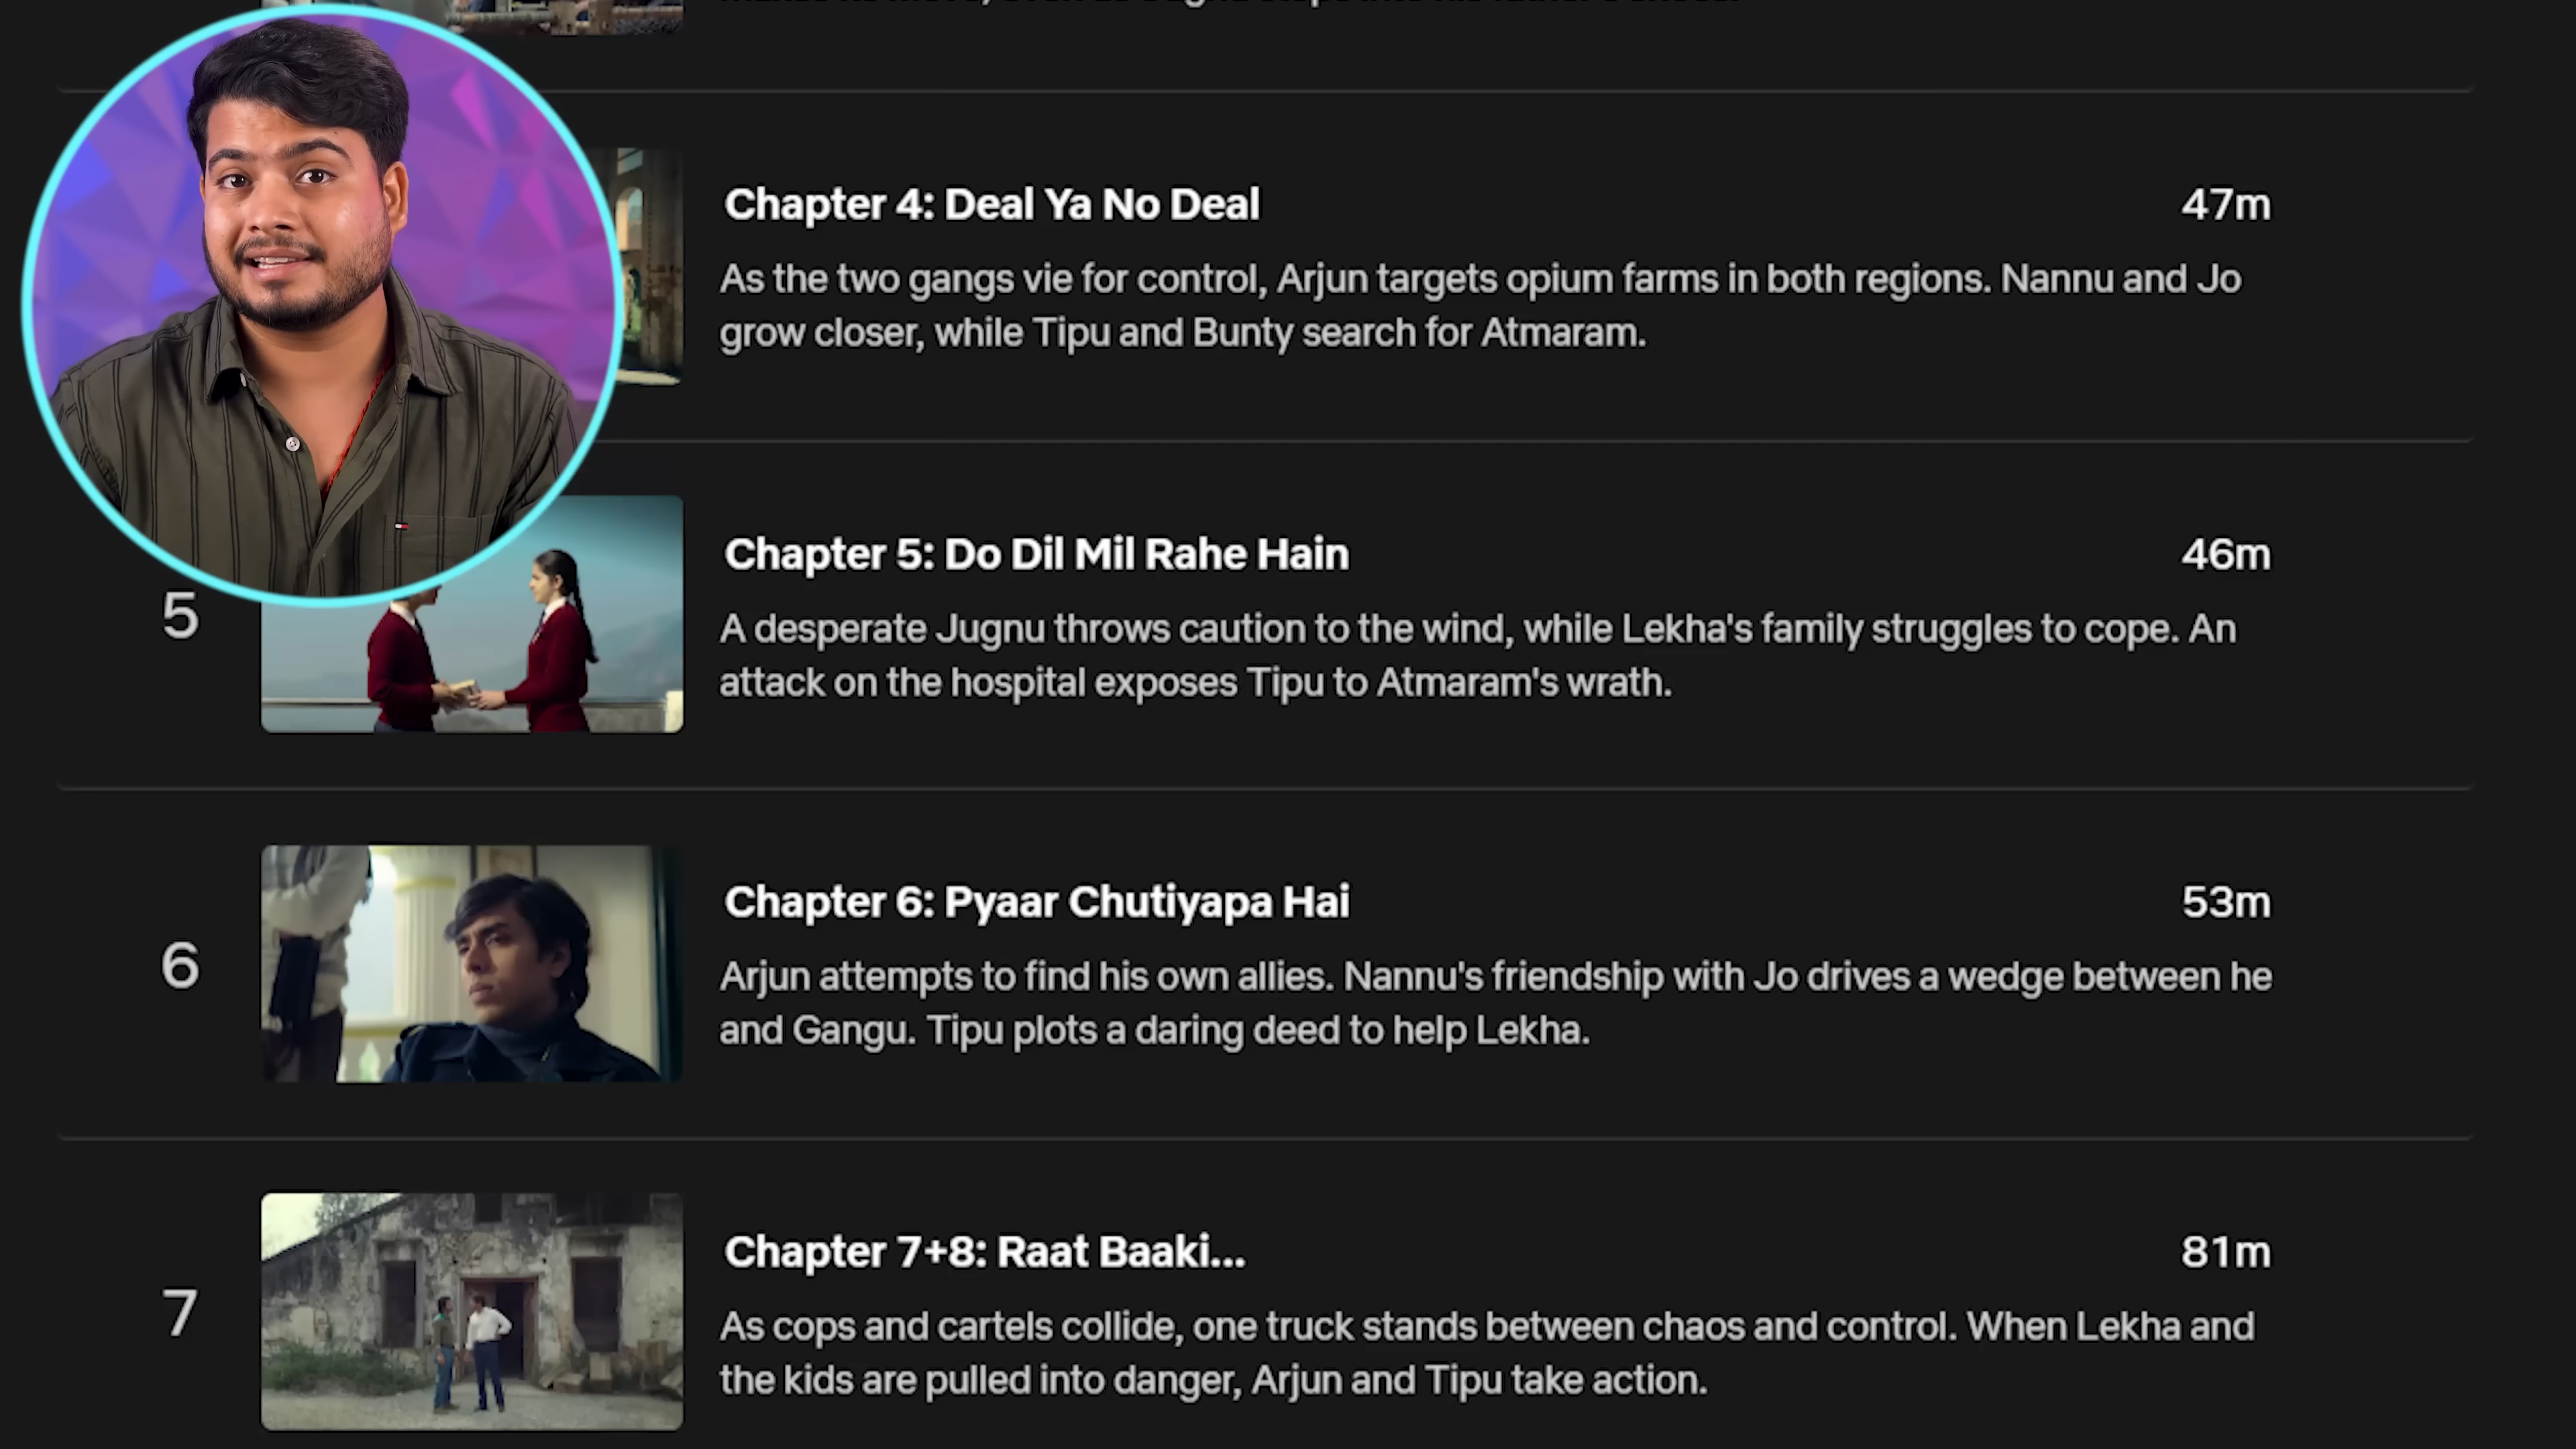 Chapter 4: Deal Ya No Deal
47m
As the two gangs vie for control, Arjun targets opium farms in both regions. Nannu and Jo
grow closer, while Tipu and Bunty search for Atmaram.
5
Chapter 5: Do Dil Mil Rahe Hain
46m
A desperate Jugnu throws caution to the wind, while Lekha's family struggles to cope. An
attack on the hospital exposes Tipu to Atmaram's wrath.
6
Chapter 6: Pyaar Chutiyapa Hai
53m
Arjun attempts to find his own allies. Nannu's friendship with Jo drives a wedge between he
and Gangu. Tipu plots a daring deed to help Lekha.
7
Chapter 7+8: Raat Baaki...
81m
As cops and cartels collide, one truck stands between chaos and control. When Lekha and
the kids are pulled into danger, Arjun and Tipu take action.